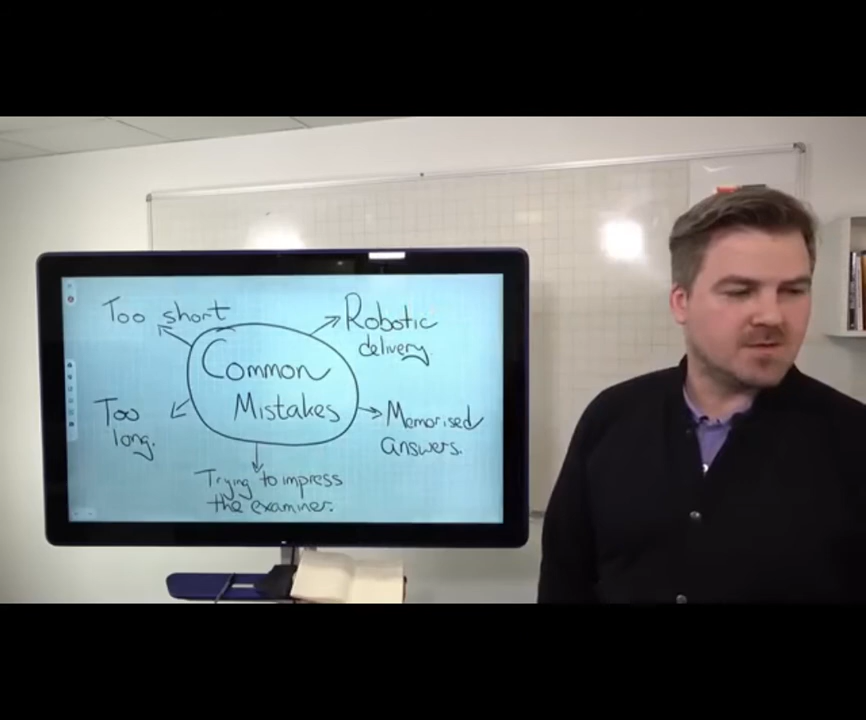 Too short
Robotic
delivery.
Common
Mistakes
Too
long.
Memorised
answers.
Trying to impress
the examiner.